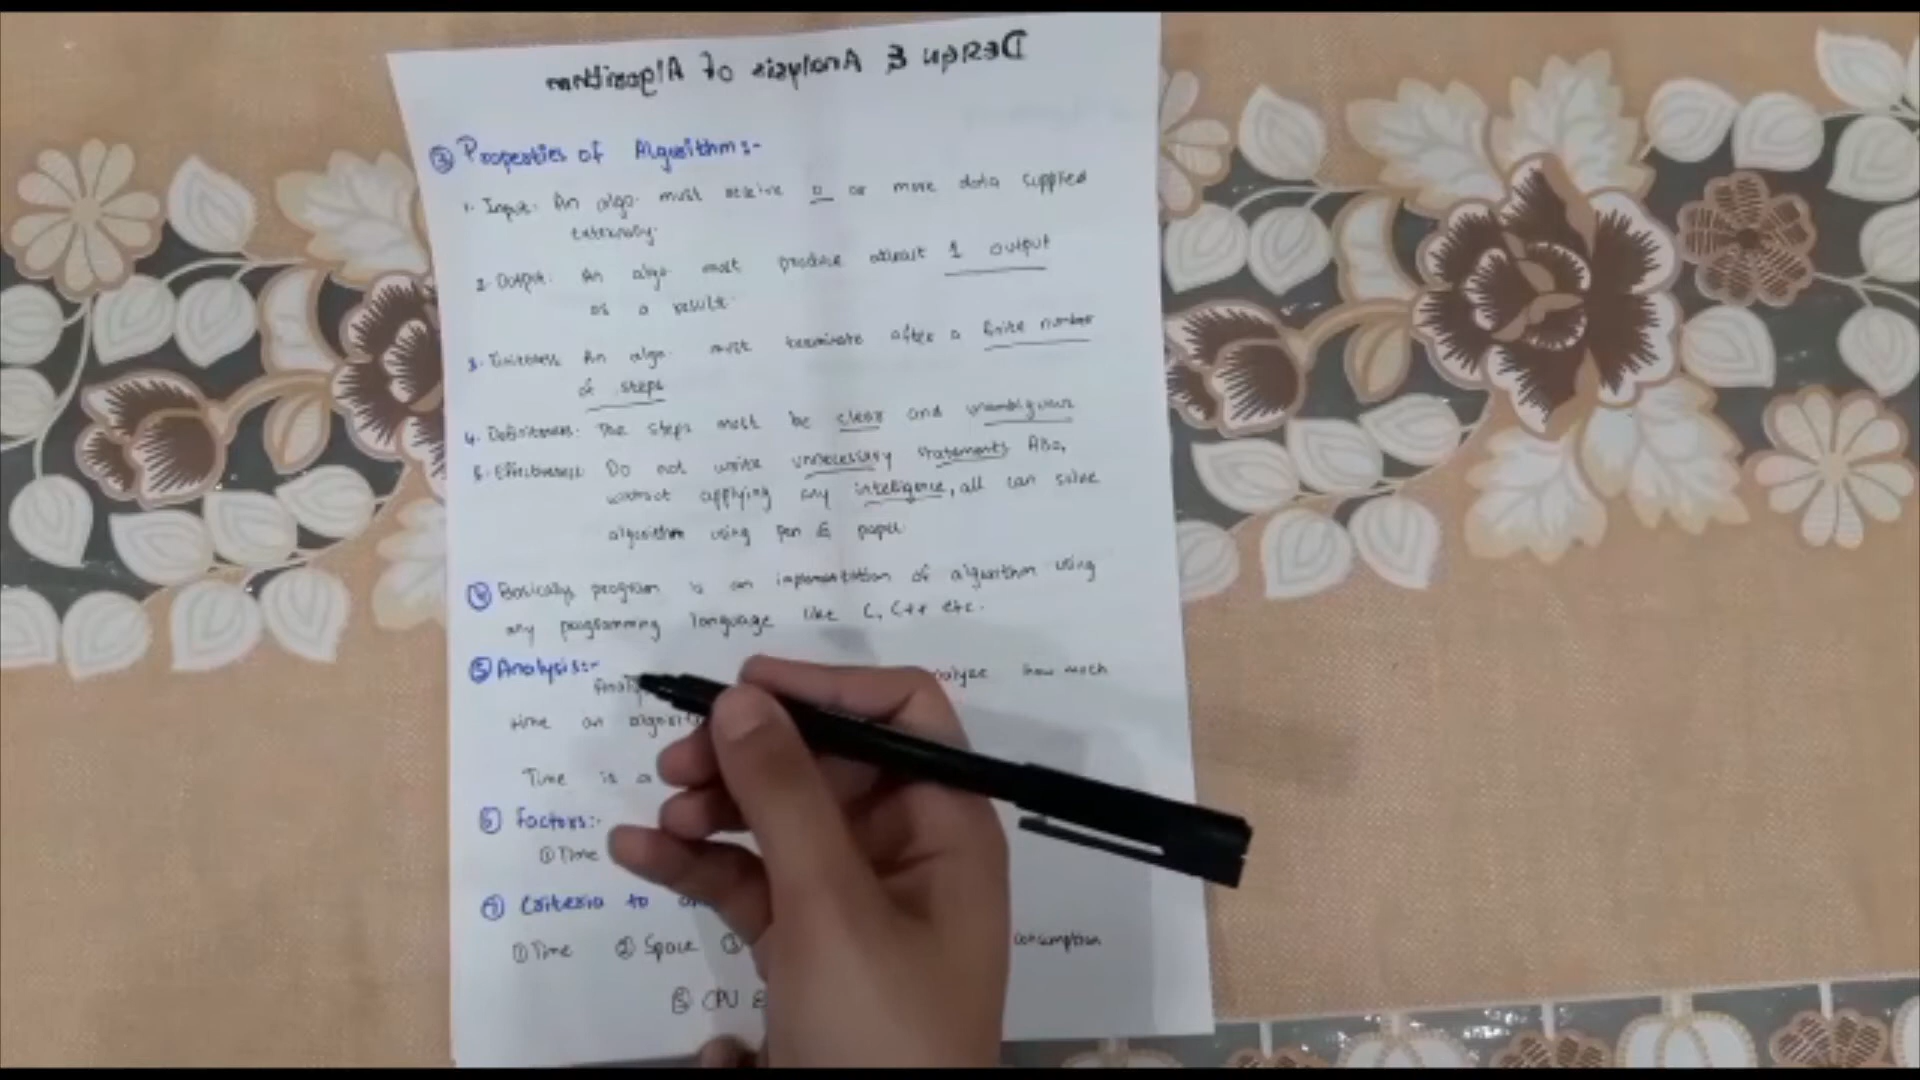 Design & Analysis of Algorithm
③ Properties of Algorithms:-
1. Input: An algo. must receive 0 or more data supplied
externally.
2. Output: An algo must produce atleast 1 output
as a result.
3. Finiteness: An algo. must terminate after a finite number
of steps
4. Definiteness: The steps must be clear and unambiguous
5. Effectiveness: Do not write unnecessary statements Also,
without applying any intelligence, all can solve
algorithm using pen & paper
④ Basically program is an implementation of algorithm using
any programming language like C, C++ etc.
⑤ Analysis:-
how much
time an
Time is a
⑥ Factors:-
① Time
⑦ Criteria to
① Time ② Space ③ consumption
⑤ CPU